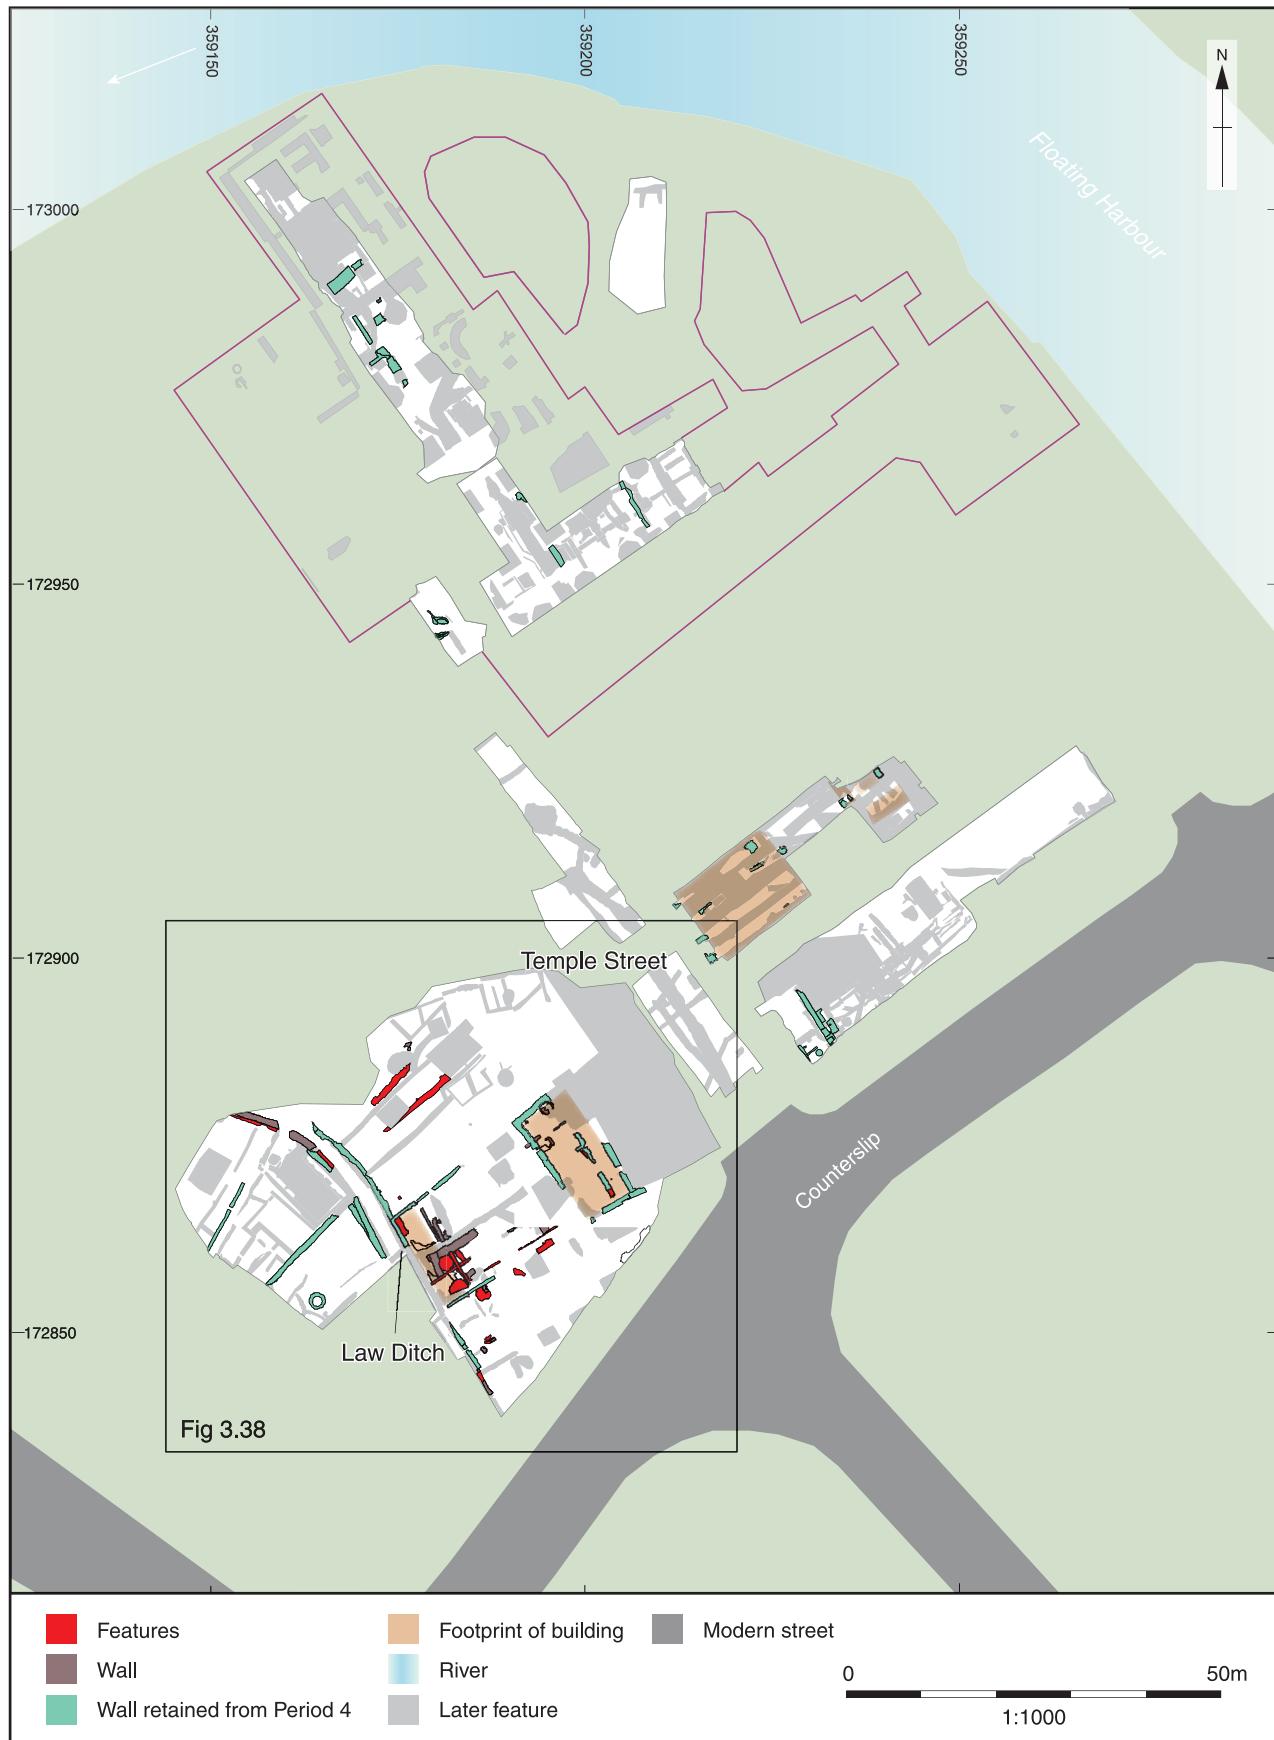 359150
359200
359250
N
Floating Harbour
173000
172950
172900
Temple Street
Counterslip
172850
Law Ditch
Fig 3.38
Features
Footprint of building
Modern street
Wall
River
Wall retained from Period 4
Later feature
0
50m
1:1000